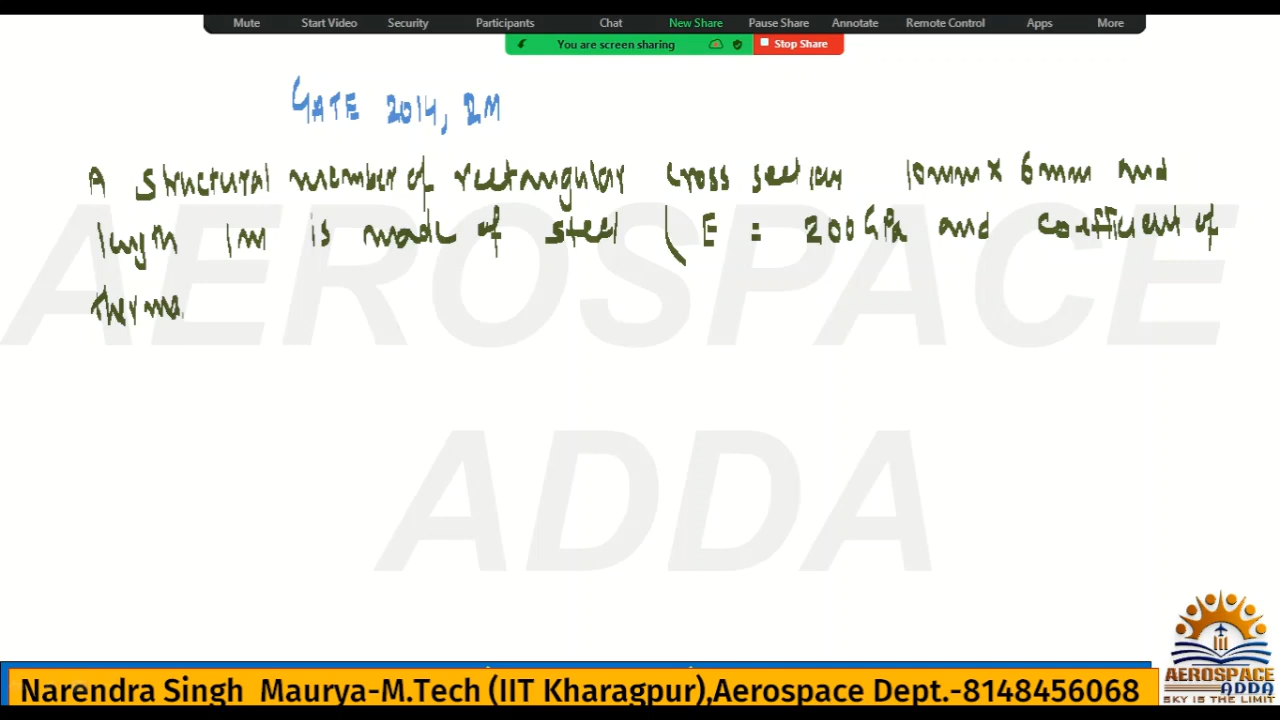 Mute Start Video Security Participants Chat New Share Pause Share Annotate Remote Control Apps More
You are screen sharing Stop Share
GATE 2014, 2M
A structural member of rectangular cross section 10mm x 6mm and
length 1m is made of steel ( E = 200 GPa and coefficient of
therma
AEROSPACE
ADDA
Narendra Singh Maurya-M.Tech (IIT Kharagpur),Aerospace Dept.-8148456068
AEROSPACE
ADDA
SKY IS THE LIMIT